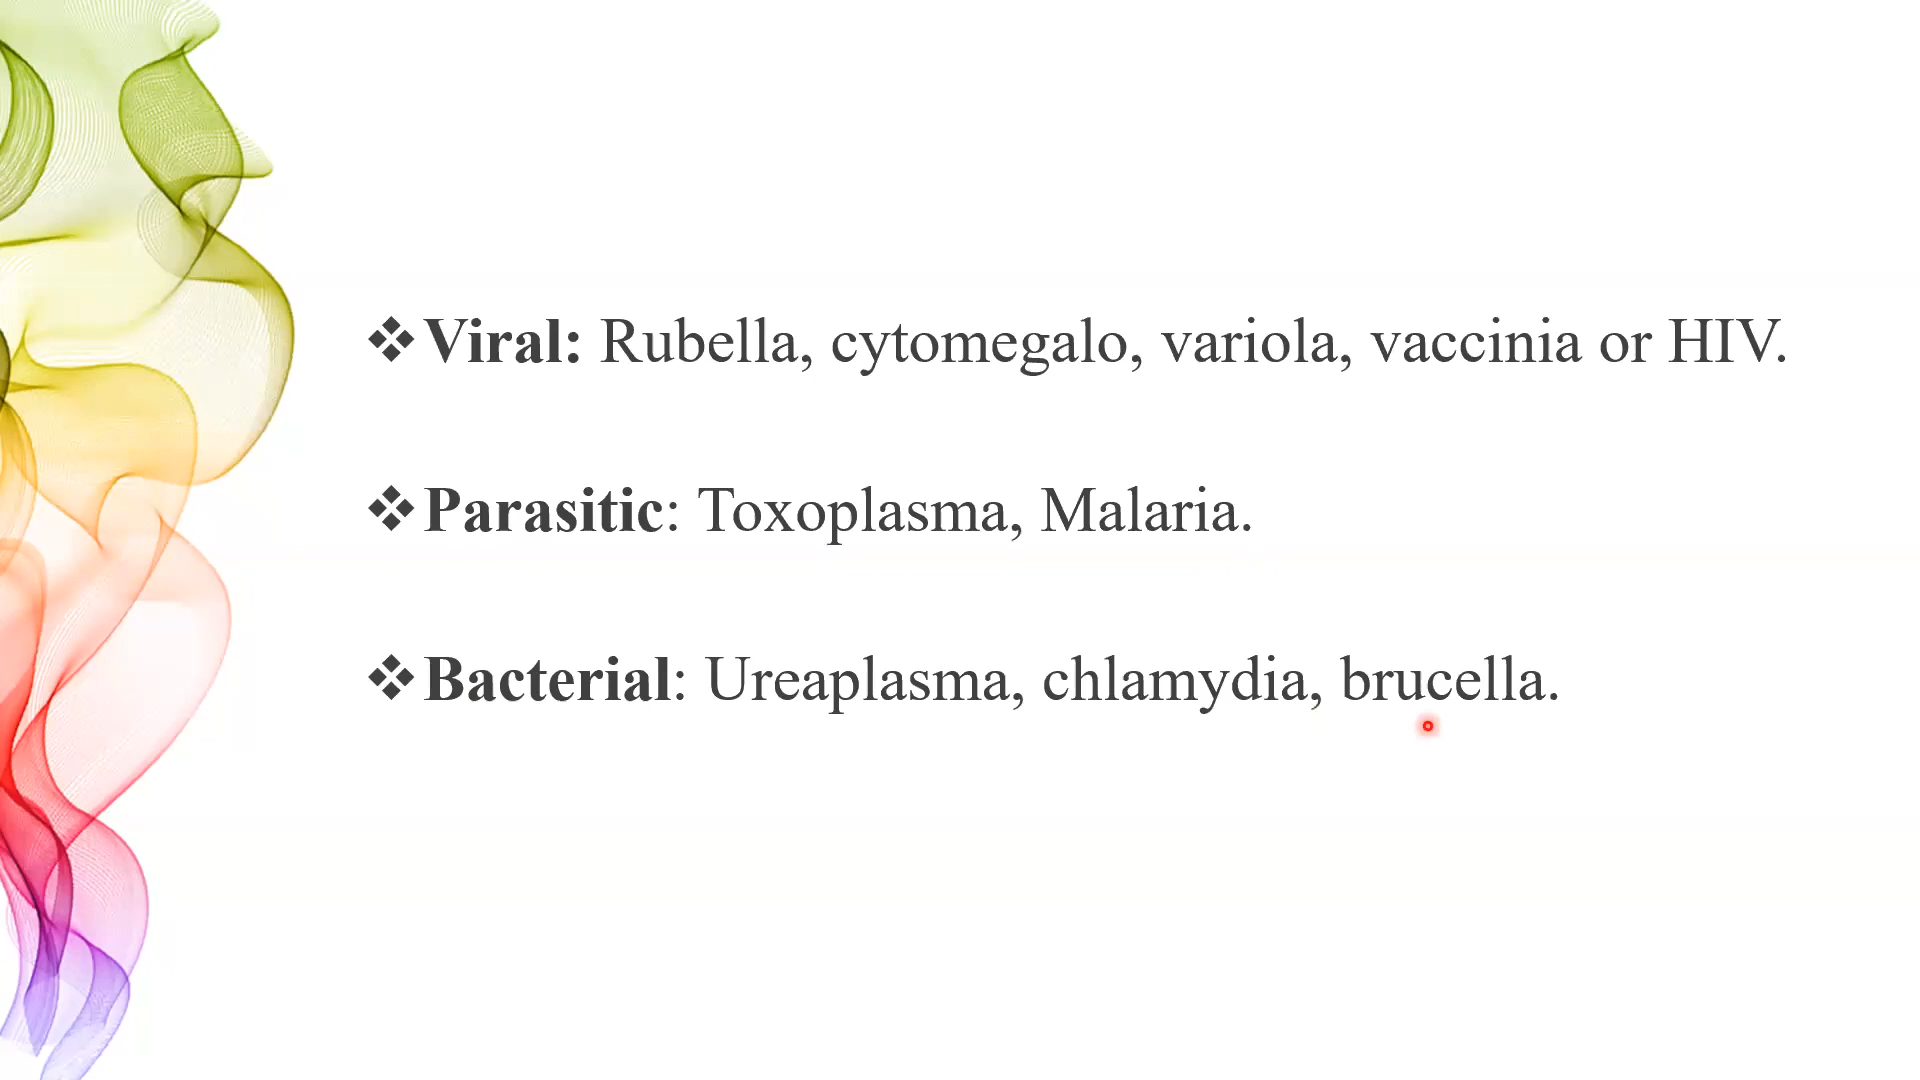 ❖Viral: Rubella, cytomegalo, variola, vaccinia or HIV.
❖Parasitic: Toxoplasma, Malaria.
❖Bacterial: Ureaplasma, chlamydia, brucella.